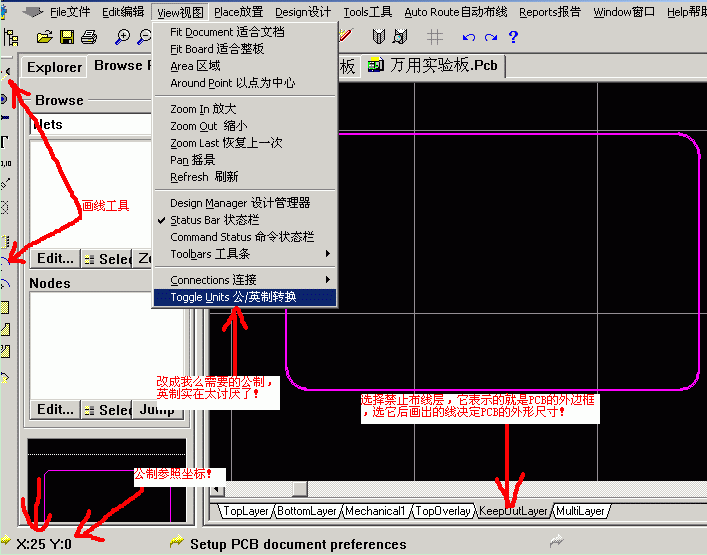 File文件 Edit编辑 View视图 Place放置 Design设计 Tools工具 Auto Route自动布线 Reports报告 Window窗口 Help帮助
Fit Document 适合文档
Fit Board 适合整板
Area 区域
Around Point 以点为中心
Zoom In 放大
Zoom Out 缩小
Zoom Last 恢复上一次
Pan 摇景
Refresh 刷新
Design Manager 设计管理器
Status Bar 状态栏
Command Status 命令状态栏
Toolbars 工具条
Connections 连接
Toggle Units 公/英制转换
Explorer Browse P
板 万用实验板.Pcb
Browse
Nets
画线工具
Edit... Selec Zo
Nodes
Edit... Selec Jump
改成我么需要的公制，
英制实在太讨厌了！
选择禁止布线层，它表示的就是PCB的外边框
，选它后画出的线决定PCB的外形尺寸！
公制参照坐标！
TopLayer BottomLayer Mechanical1 TopOverlay KeepOutLayer MultiLayer
X:25 Y:0 Setup PCB document preferences